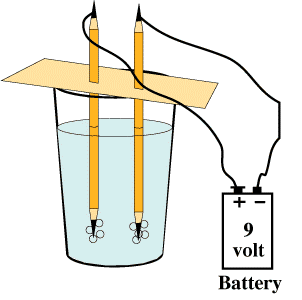 + −
9
volt
Battery